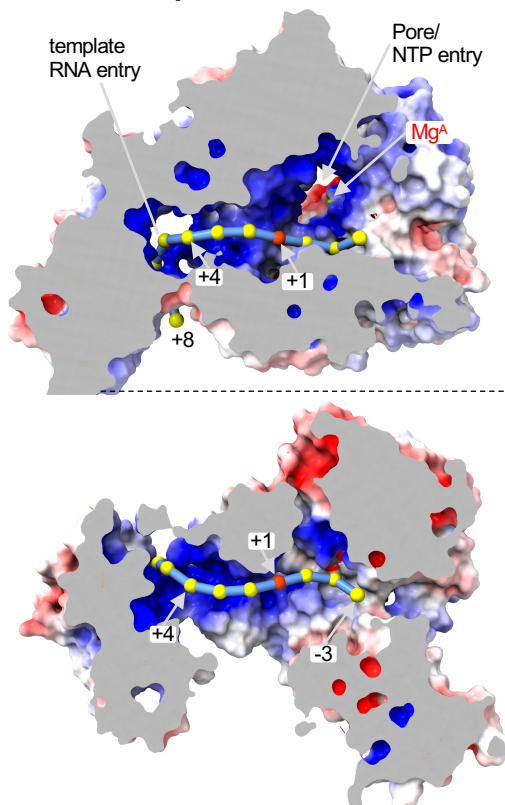 template
RNA entry
Pore/
NTP entry
Mgᴬ
+4
+1
+8
+1
+4
-3